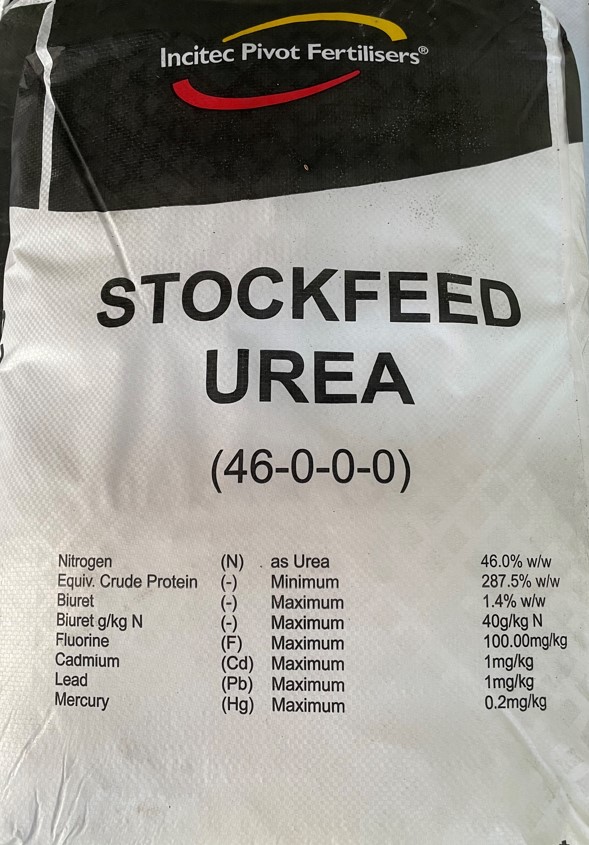 Incitec Pivot Fertilisers®
STOCKFEED
UREA
(46-0-0-0)
Nitrogen (N) as Urea 46.0% w/w
Equiv. Crude Protein (-) Minimum 287.5% w/w
Biuret (-) Maximum 1.4% w/w
Biuret g/kg N (-) Maximum 40g/kg N
Fluorine (F) Maximum 100.00mg/kg
Cadmium (Cd) Maximum 1mg/kg
Lead (Pb) Maximum 1mg/kg
Mercury (Hg) Maximum 0.2mg/kg